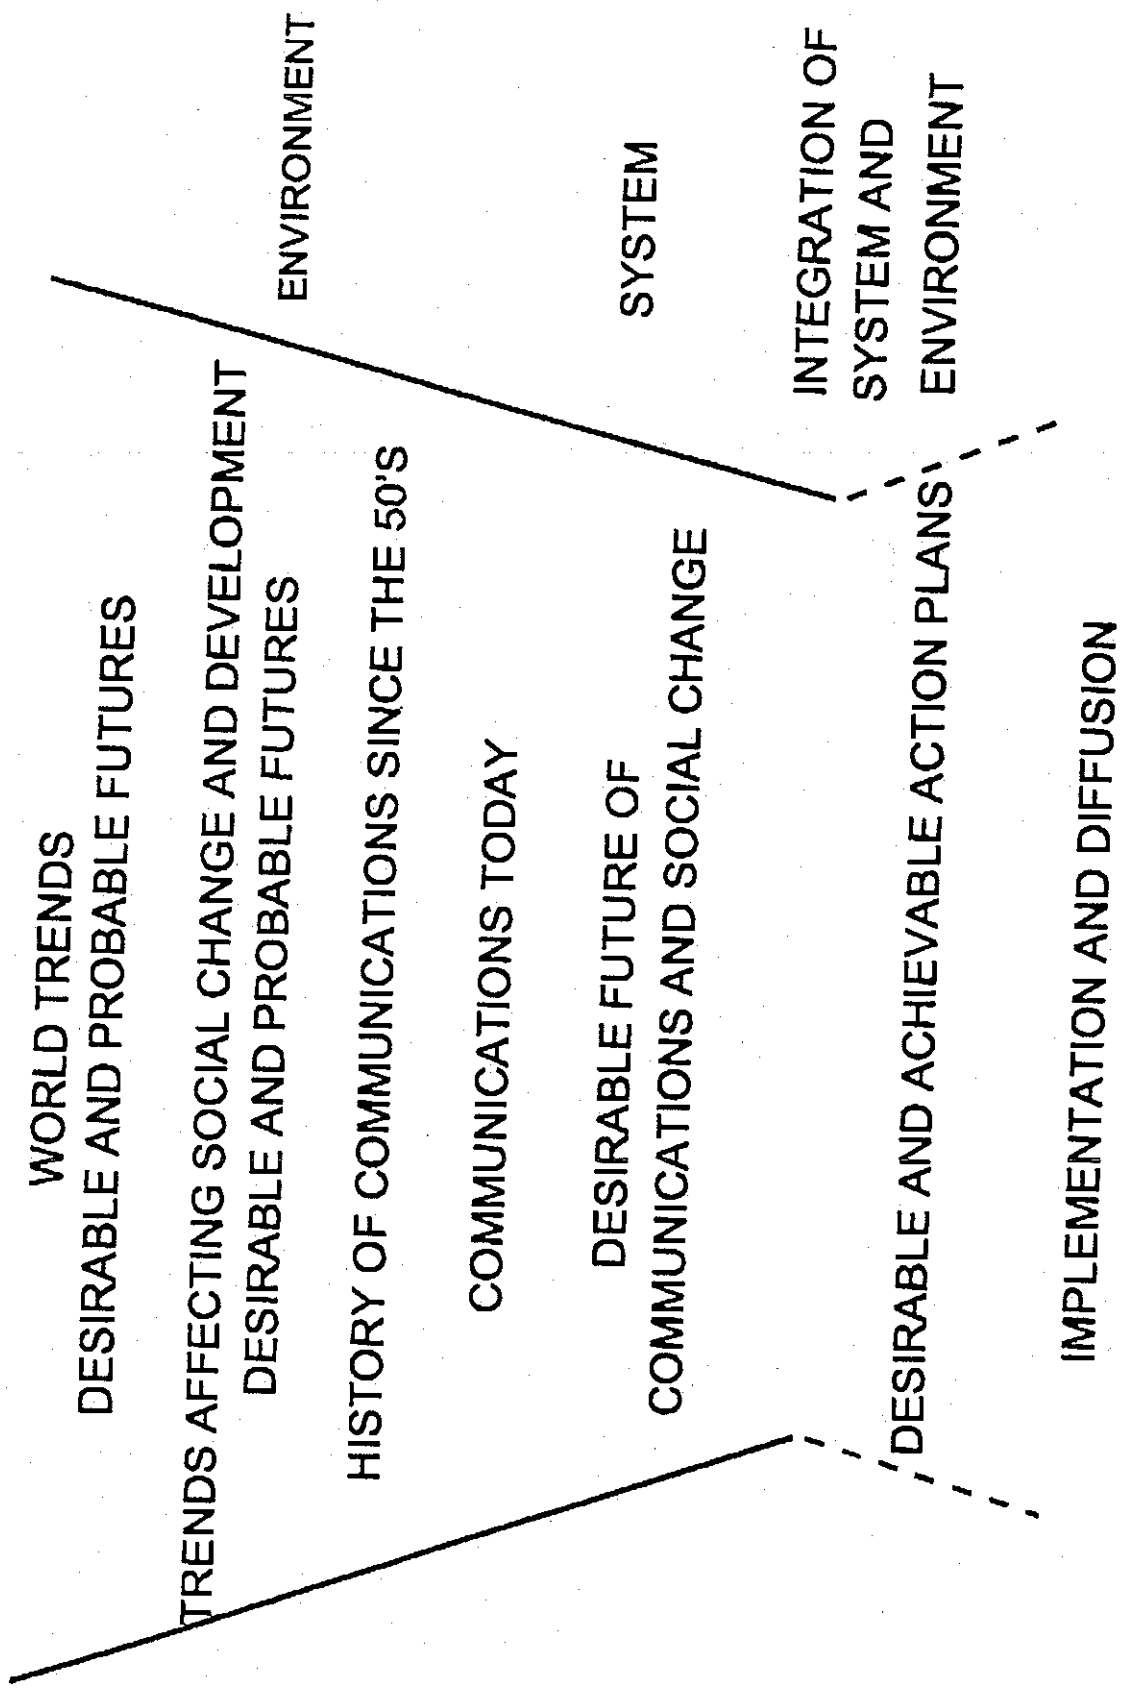 WORLD TRENDS
DESIRABLE AND PROBABLE FUTURES
TRENDS AFFECTING SOCIAL CHANGE AND DEVELOPMENT
DESIRABLE AND PROBABLE FUTURES
ENVIRONMENT
HISTORY OF COMMUNICATIONS SINCE THE 50'S
COMMUNICATIONS TODAY
DESIRABLE FUTURE OF
COMMUNICATIONS AND SOCIAL CHANGE
SYSTEM
DESIRABLE AND ACHIEVABLE ACTION PLANS
IMPLEMENTATION AND DIFFUSION
INTEGRATION OF
SYSTEM AND
ENVIRONMENT